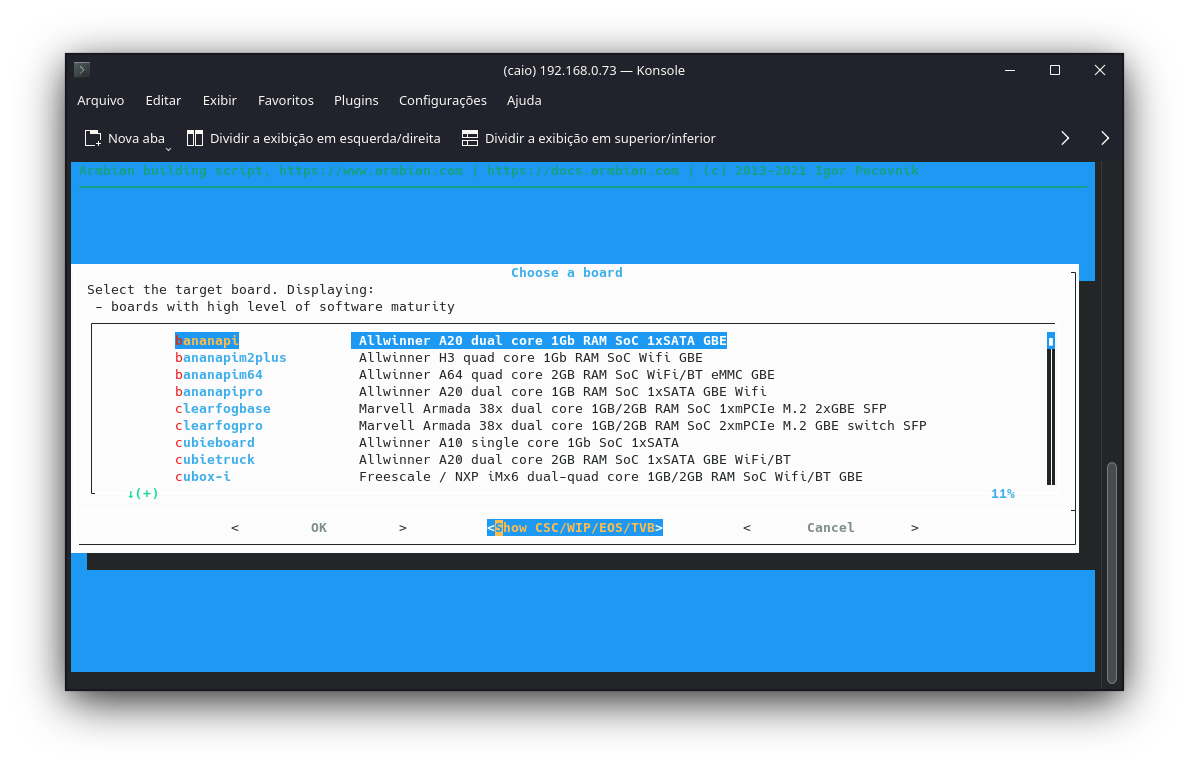 (caio) 192.168.0.73 — Konsole
Arquivo Editar Exibir Favoritos Plugins Configurações Ajuda
Nova aba Dividir a exibição em esquerda/direita Dividir a exibição em superior/inferior
Armbian building script, https://www.armbian.com | https://docs.armbian.com | (c) 2013-2021 Igor Pecovnik
Choose a board
Select the target board. Displaying:
- boards with high level of software maturity
bananapi Allwinner A20 dual core 1Gb RAM SoC 1xSATA GBE
bananapim2plus Allwinner H3 quad core 1Gb RAM SoC Wifi GBE
bananapim64 Allwinner A64 quad core 2GB RAM SoC WiFi/BT eMMC GBE
bananapipro Allwinner A20 dual core 1GB RAM SoC 1xSATA GBE Wifi
clearfogbase Marvell Armada 38x dual core 1GB/2GB RAM SoC 1xmPCIe M.2 2xGBE SFP
clearfogpro Marvell Armada 38x dual core 1GB/2GB RAM SoC 2xmPCIe M.2 GBE switch SFP
cubieboard Allwinner A10 single core 1Gb SoC 1xSATA
cubietruck Allwinner A20 dual core 2GB RAM SoC 1xSATA GBE WiFi/BT
cubox-i Freescale / NXP iMx6 dual-quad core 1GB/2GB RAM SoC Wifi/BT GBE
↓(+) 11%
< OK > <Show CSC/WIP/EOS/TVB> < Cancel >